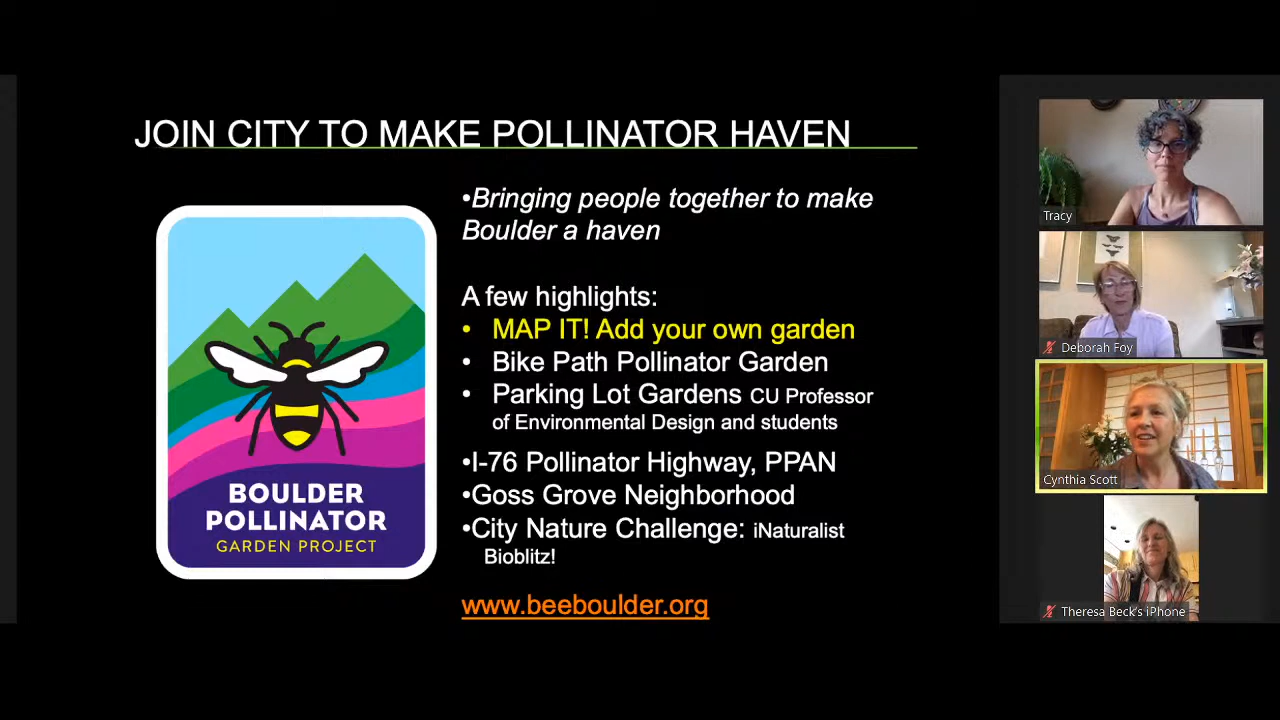 JOIN CITY TO MAKE POLLINATOR HAVEN
•Bringing people together to make
Boulder a haven
A few highlights:
• MAP IT! Add your own garden
• Bike Path Pollinator Garden
• Parking Lot Gardens CU Professor
of Environmental Design and students
•I-76 Pollinator Highway, PPAN
•Goss Grove Neighborhood
•City Nature Challenge: iNaturalist
Bioblitz!
www.beeboulder.org
BOULDER
POLLINATOR
GARDEN PROJECT
Tracy
Deborah Foy
Cynthia Scott
Theresa Beck's iPhone